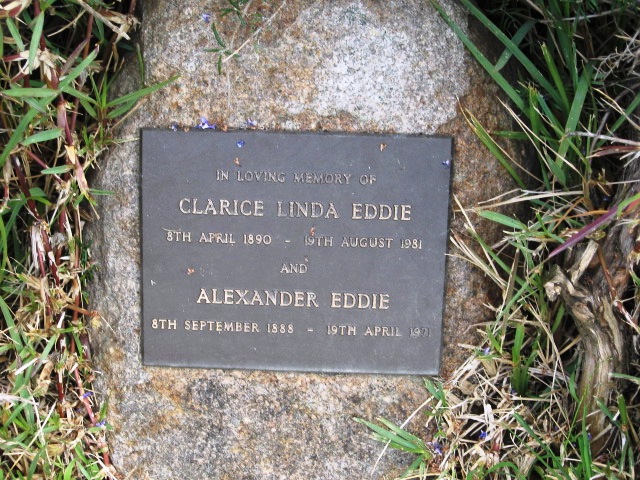 IN LOVING MEMORY OF
CLARICE LINDA EDDIE
8TH APRIL 1890 - 19TH AUGUST 1981
AND
ALEXANDER EDDIE
8TH SEPTEMBER 1888 - 19TH APRIL